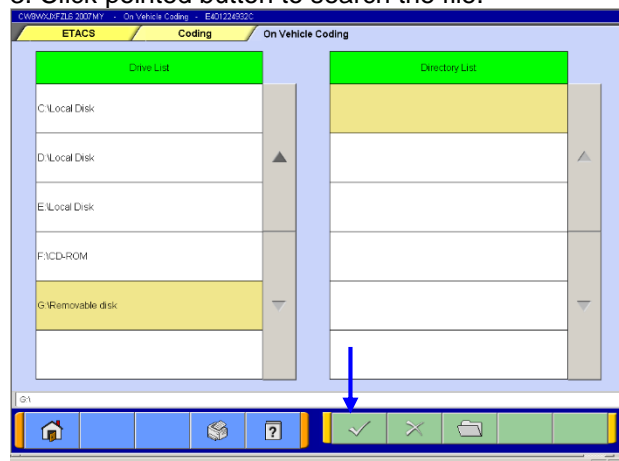 Click pointed button to search the file.
CW8WXJXFZL6 2007MY - On Vehicle Coding - E401224932C
ETACS Coding On Vehicle Coding
Drive List Directory List
C:\Local Disk
D:\Local Disk
E:\Local Disk
F:\CD-ROM
G:\Removable disk
G:\
?